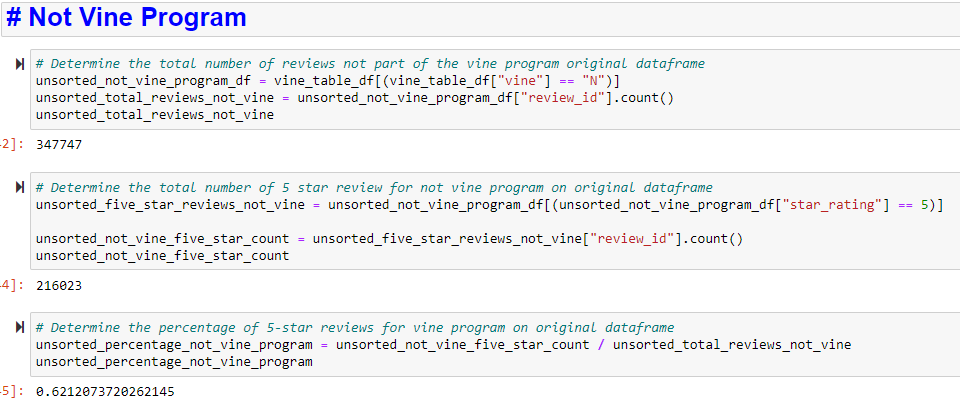 # Not Vine Program
# Determine the total number of reviews not part of the vine program original dataframe
unsorted_not_vine_program_df = vine_table_df[(vine_table_df["vine"] == "N")]
unsorted_total_reviews_not_vine = unsorted_not_vine_program_df["review_id"].count()
unsorted_total_reviews_not_vine
2]: 347747
# Determine the total number of 5 star review for not vine program on original dataframe
unsorted_five_star_reviews_not_vine = unsorted_not_vine_program_df[(unsorted_not_vine_program_df["star_rating"] == 5)]
unsorted_not_vine_five_star_count = unsorted_five_star_reviews_not_vine["review_id"].count()
unsorted_not_vine_five_star_count
4]: 216023
# Determine the percentage of 5-star reviews for vine program on original dataframe
unsorted_percentage_not_vine_program = unsorted_not_vine_five_star_count / unsorted_total_reviews_not_vine
unsorted_percentage_not_vine_program
5]: 0.6212073720262145